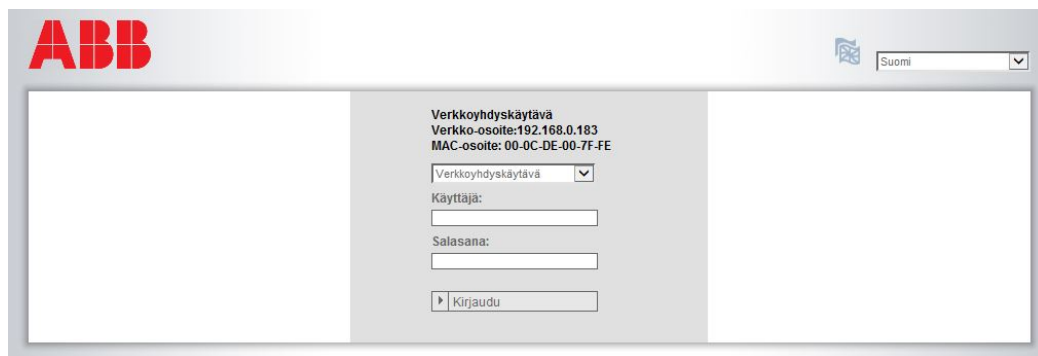 ABB
Suomi
Verkkoyhdyskäytävä
Verkko-osoite:192.168.0.183
MAC-osoite: 00-0C-DE-00-7F-FE
Verkkoyhdyskäytävä
Käyttäjä:
Salasana:
Kirjaudu